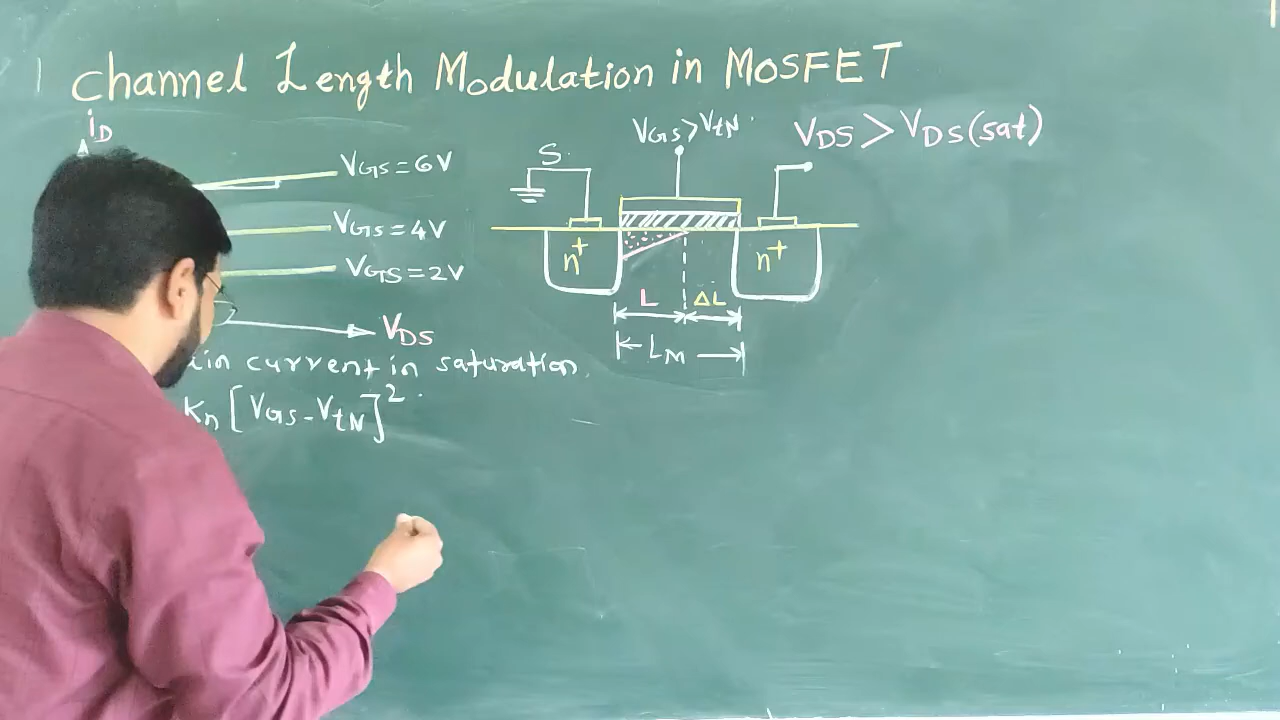 Channel Length Modulation in MOSFET
iD
VGS = 6V
VGS = 4V
VGS = 2V
VDS
VGS > VtN
VDS > VDS(sat)
S
n+
n+
L
ΔL
LM
current in saturation.
Kn [VGS - VtN]²